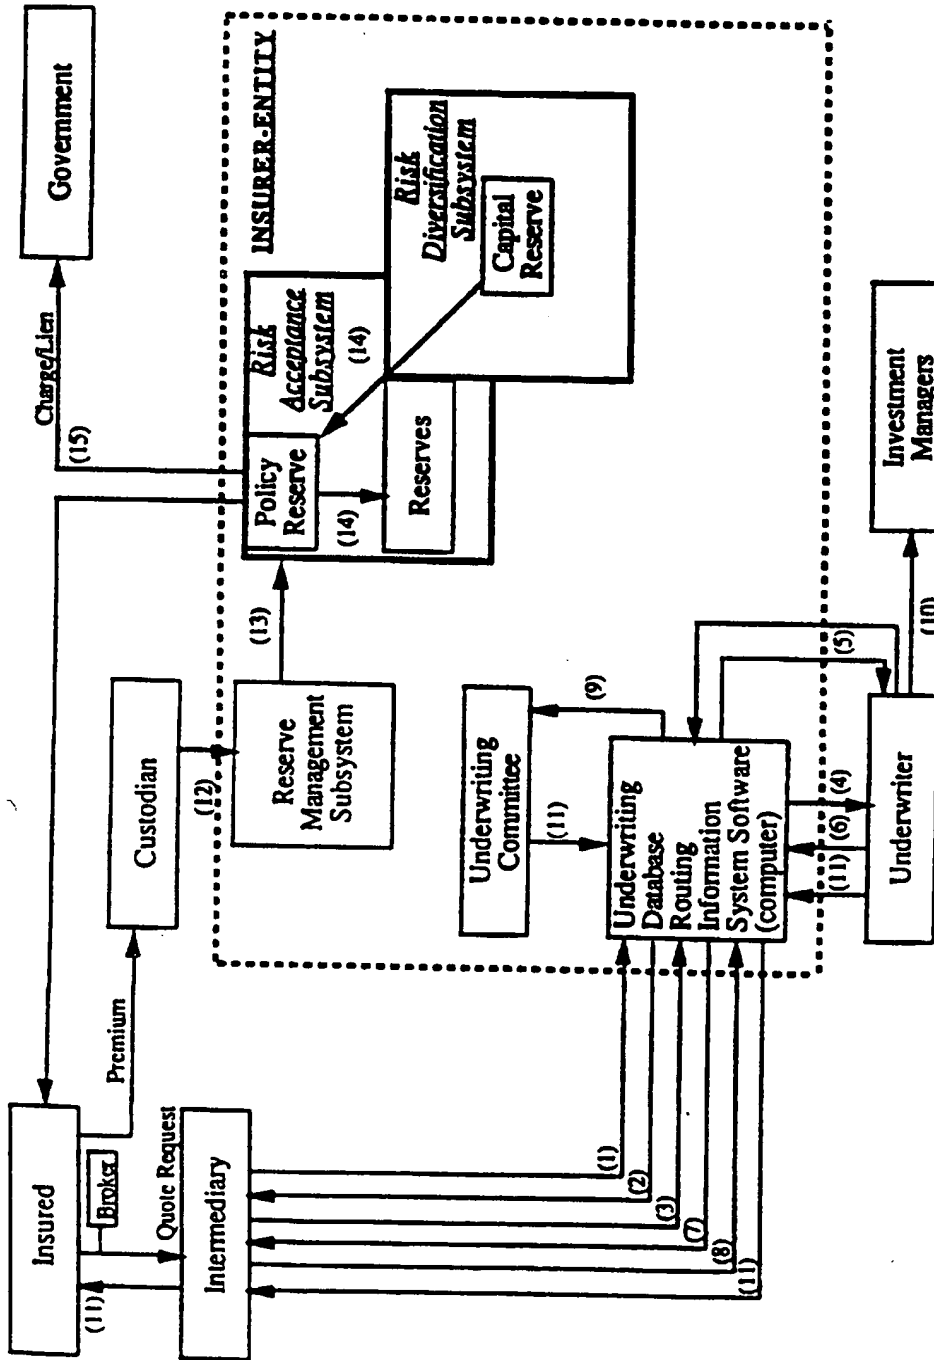 Insured
(11)
Broker
Quote Request
Premium
Intermediary
Custodian
(12)
Charge/Lien
(15)
Government
INSURER-ENTITY
Reserve
Management
Subsystem
(13)
Policy
Reserve
Risk
Acceptance
Subsystem
(14)
(14)
Reserves
Risk
Diversification
Subsystem
Capital
Reserve
Underwriting
Committee
(9)
(11)
Underwriting
Database
Routing
Information
System Software
(computer)
(1)
(2)
(3)
(7)
(8)
(11)
(11)
(6)
(4)
(5)
Underwriter
(10)
Investment
Managers